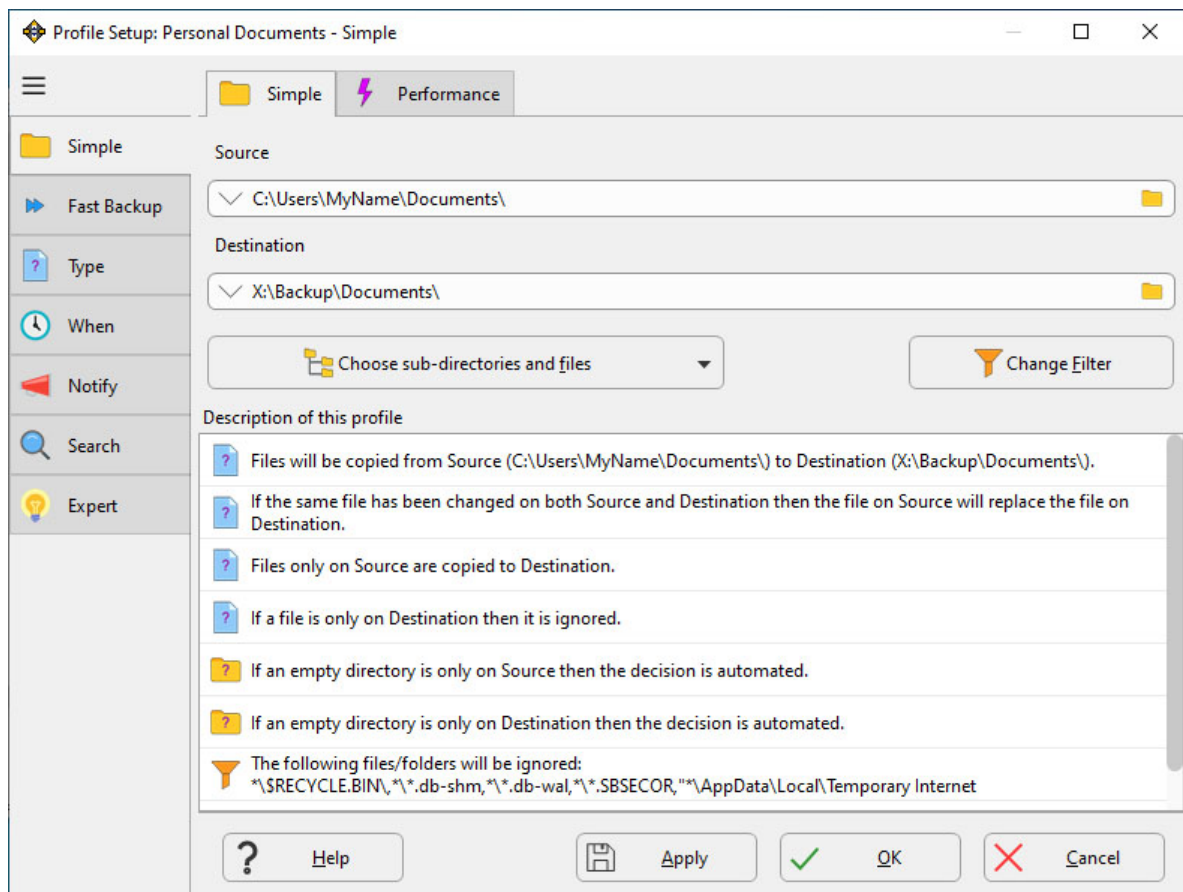 Profile Setup: Personal Documents - Simple
Simple
Performance
Simple
Fast Backup
Type
When
Notify
Search
Expert
Source
C:\Users\MyName\Documents\
Destination
X:\Backup\Documents\
Choose sub-directories and files
Change Filter
Description of this profile
Files will be copied from Source (C:\Users\MyName\Documents\) to Destination (X:\Backup\Documents\).
If the same file has been changed on both Source and Destination then the file on Source will replace the file on
Destination.
Files only on Source are copied to Destination.
If a file is only on Destination then it is ignored.
If an empty directory is only on Source then the decision is automated.
If an empty directory is only on Destination then the decision is automated.
The following files/folders will be ignored:
*\$RECYCLE.BIN\,*\*.db-shm,*\*.db-wal,*\*.SBSECOR,"*\AppData\Local\Temporary Internet
Help
Apply
OK
Cancel